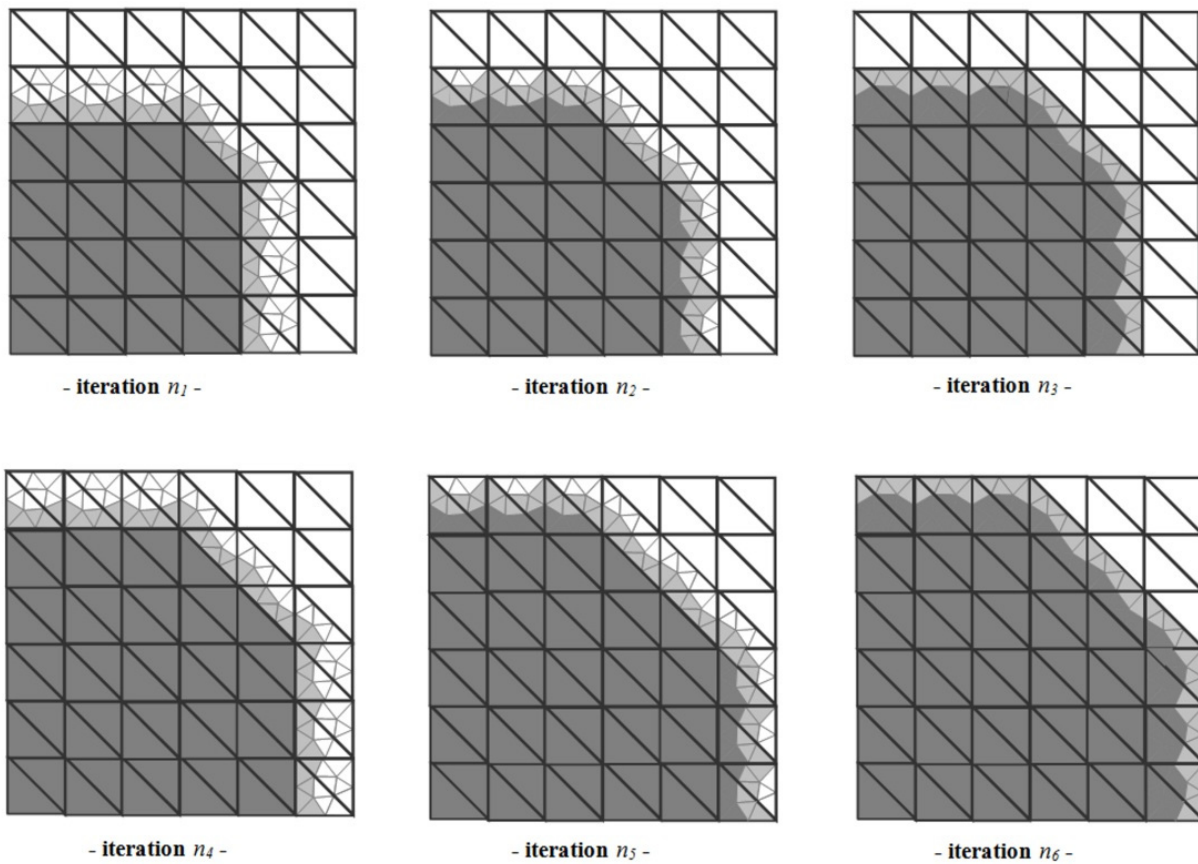 - iteration n₁ -
- iteration n₂ -
- iteration n₃ -
- iteration n₄ -
- iteration n₅ -
- iteration n₆ -